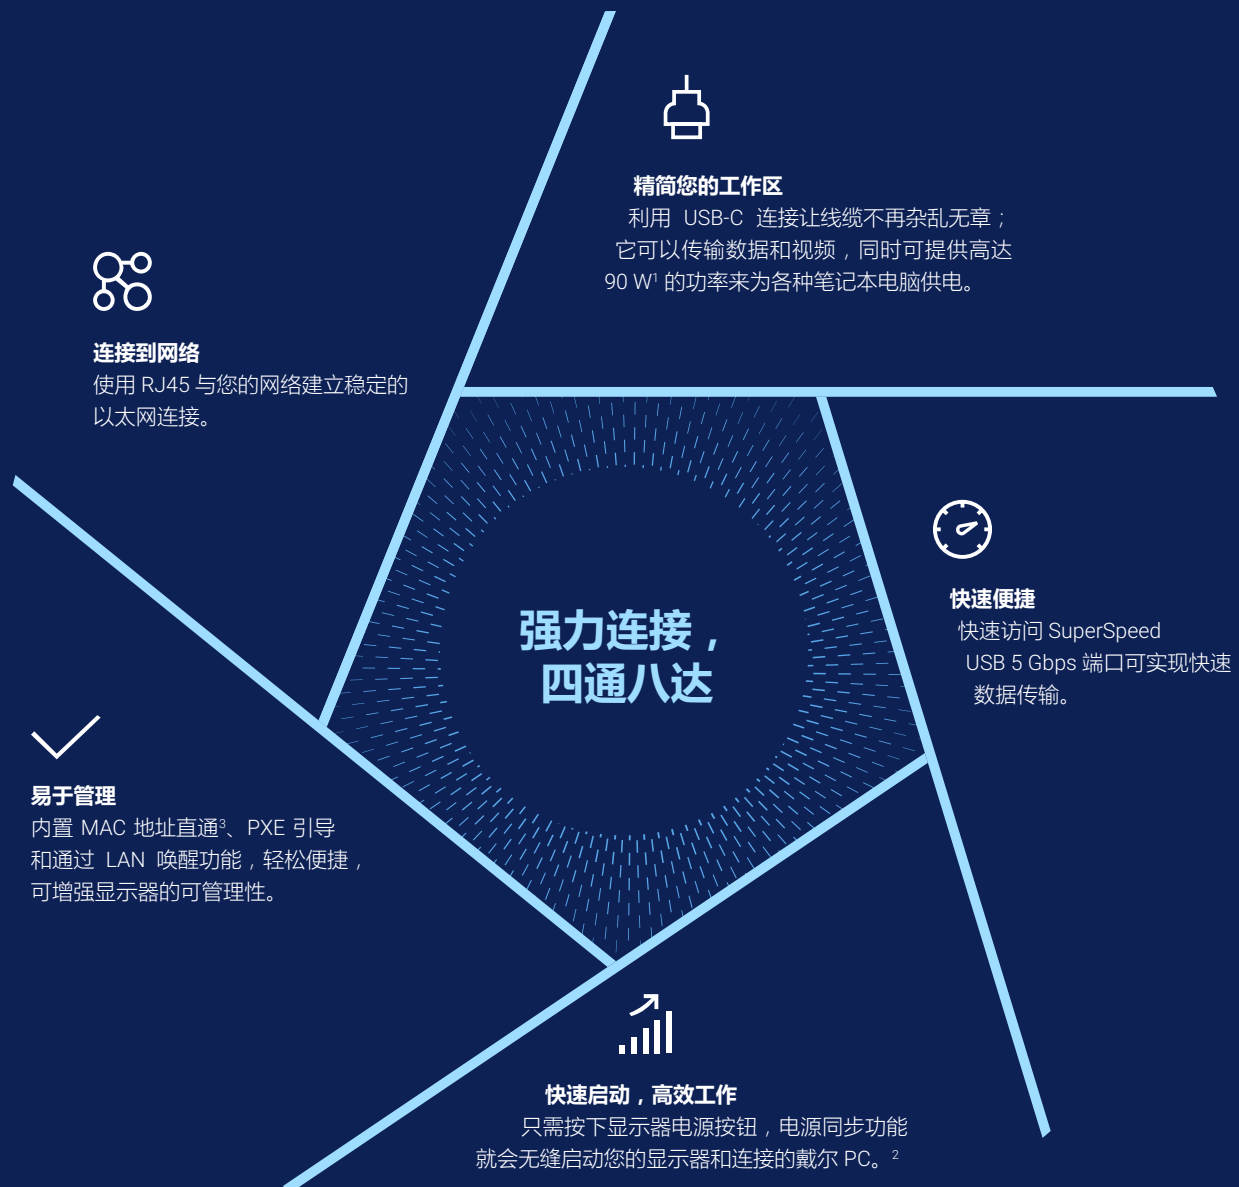 精简您的工作区
利用 USB-C 连接让线缆不再杂乱无章；
它可以传输数据和视频，同时可提供高达
90 W¹ 的功率来为各种笔记本电脑供电。
连接到网络
使用 RJ45 与您的网络建立稳定的
以太网连接。
快速便捷
快速访问 SuperSpeed
USB 5 Gbps 端口可实现快速
数据传输。
强力连接，
四通八达
易于管理
内置 MAC 地址直通³、PXE 引导
和通过 LAN 唤醒功能，轻松便捷，
可增强显示器的可管理性。
快速启动，高效工作
只需按下显示器电源按钮，电源同步功能
就会无缝启动您的显示器和连接的戴尔 PC。²